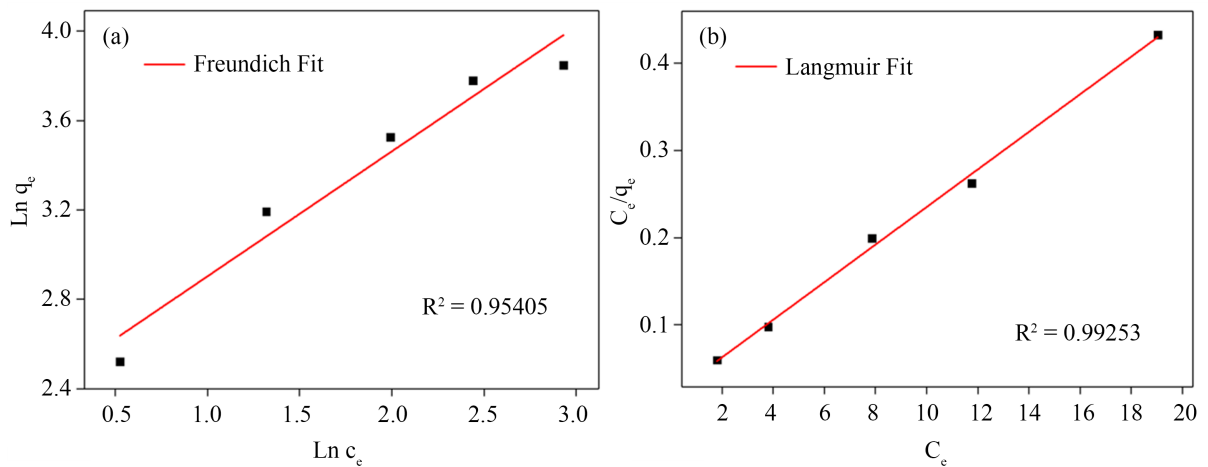 (a)
Freundich Fit
R² = 0.95405
Ln qₑ
4.0
3.6
3.2
2.8
2.4
0.5 1.0 1.5 2.0 2.5 3.0
Ln cₑ
(b)
Langmuir Fit
R² = 0.99253
Cₑ/qₑ
0.4
0.3
0.2
0.1
2 4 6 8 10 12 14 16 18 20
Cₑ